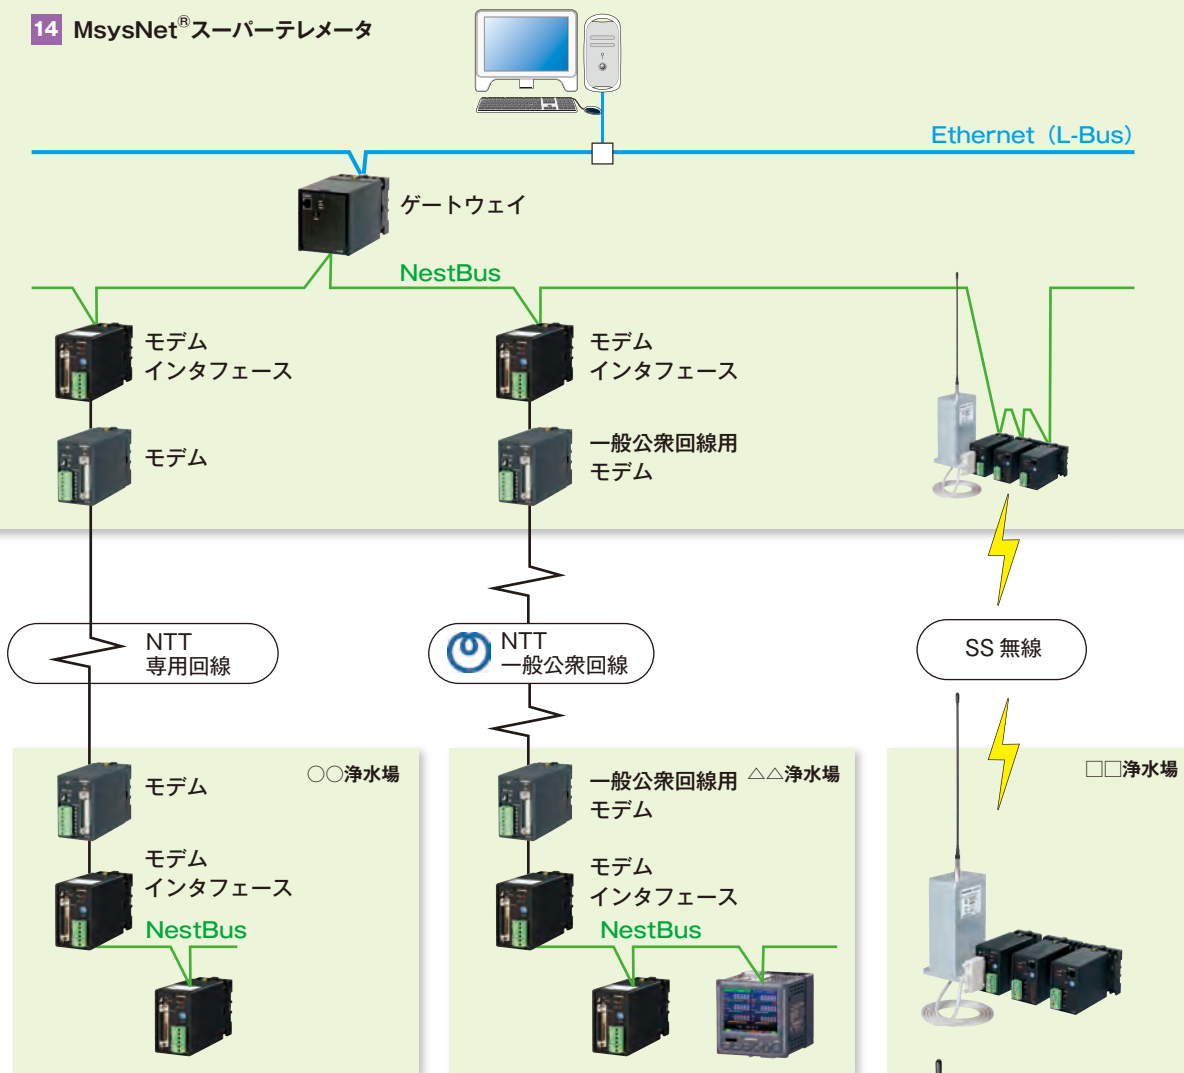 14 MsysNet®スーパーテレメータ
Ethernet（L-Bus）
ゲートウェイ
NestBus
モデム
インタフェース
モデム
インタフェース
モデム
一般公衆回線用
モデム
NTT
専用回線
NTT
一般公衆回線
SS 無線
モデム
○○浄水場
一般公衆回線用
モデム
△△浄水場
□□浄水場
モデム
インタフェース
モデム
インタフェース
NestBus
NestBus